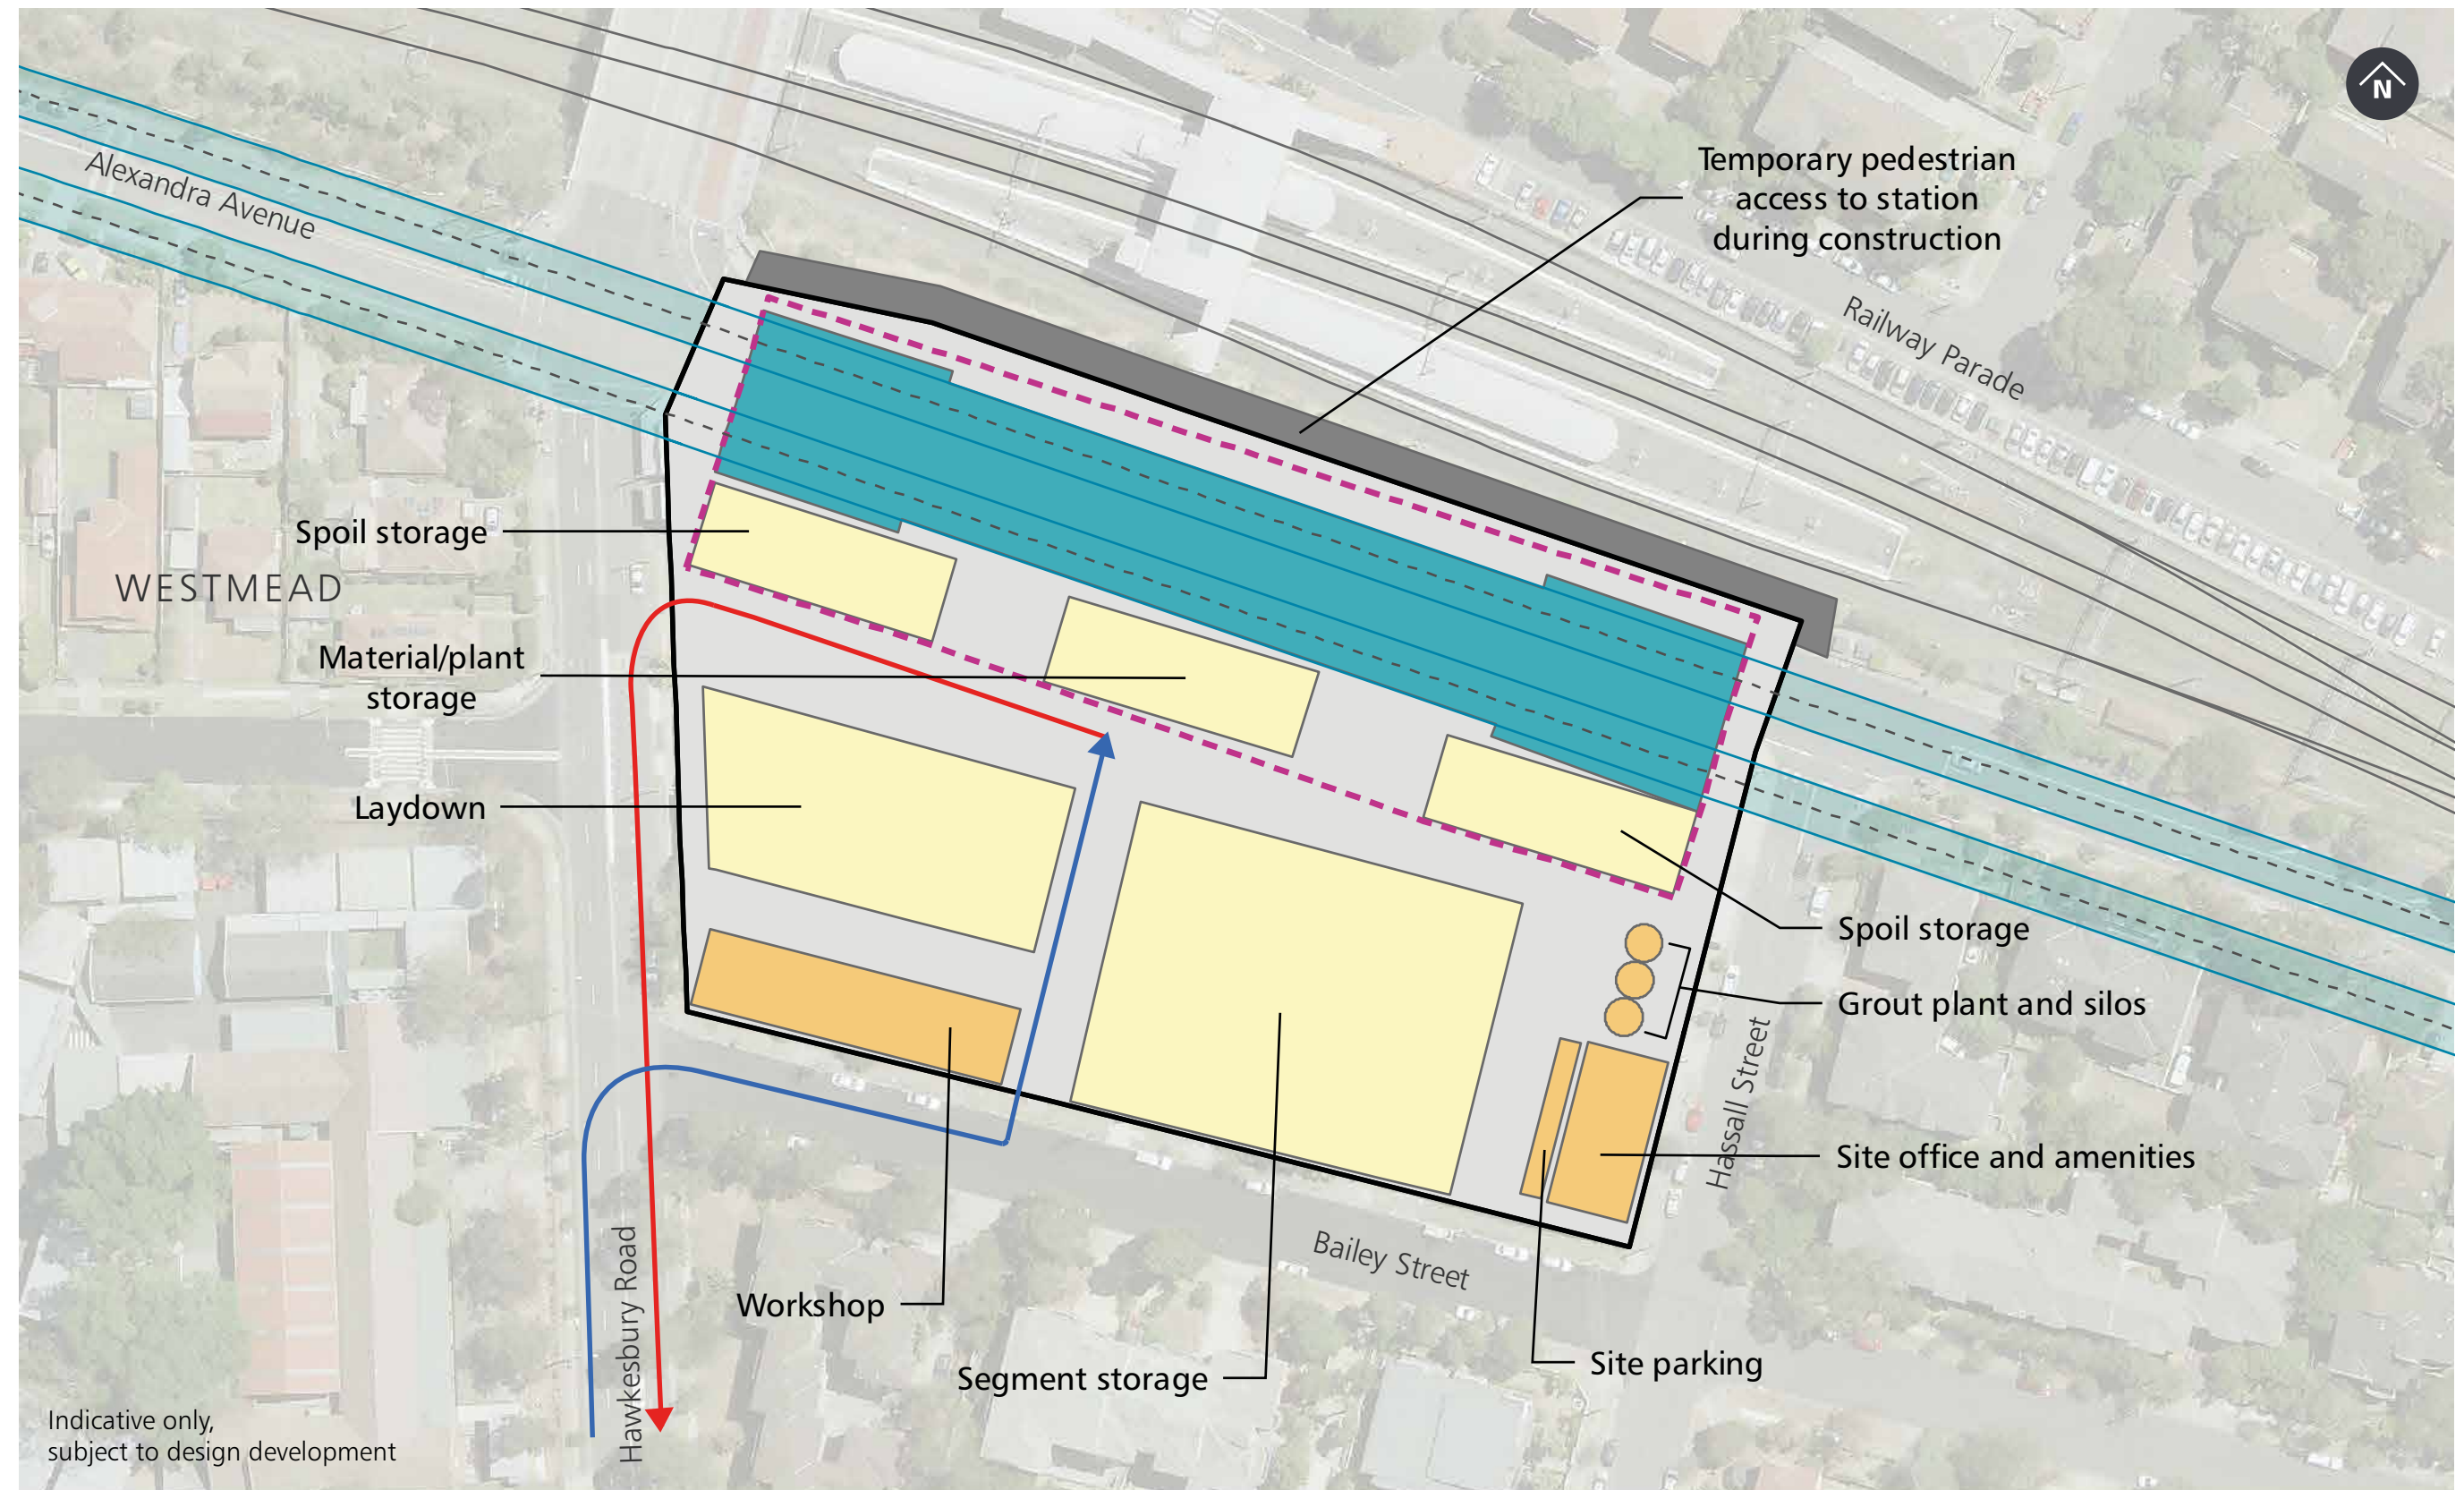 N
Temporary pedestrian
access to station
during construction
Alexandra Avenue
Railway Parade
Spoil storage
WESTMEAD
Material/plant
storage
Laydown
Spoil storage
Grout plant and silos
Hassall Street
Site office and amenities
Bailey Street
Hawkesbury Road
Workshop
Segment storage
Site parking
Indicative only,
subject to design development